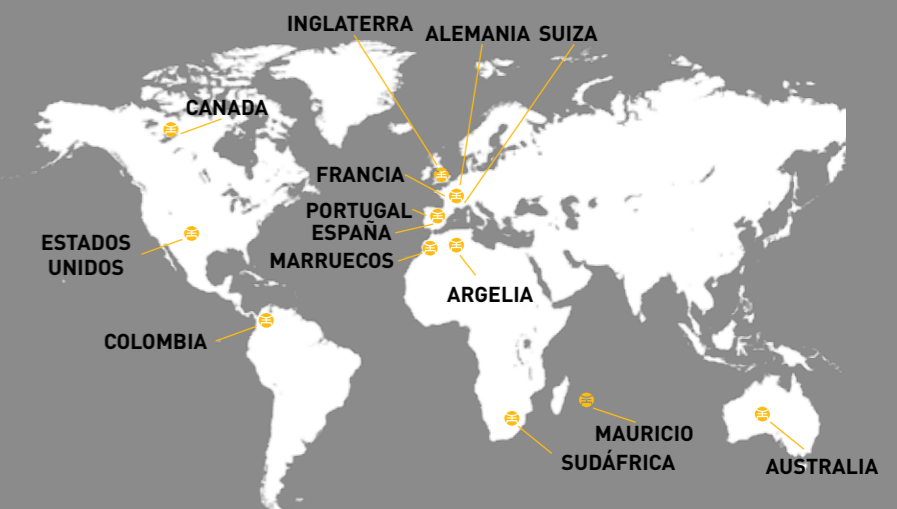 INGLATERRA
ALEMANIA SUIZA
CANADA
FRANCIA
PORTUGAL
ESPAÑA
MARRUECOS
ESTADOS
UNIDOS
ARGELIA
COLOMBIA
MAURICIO
SUDÁFRICA
AUSTRALIA